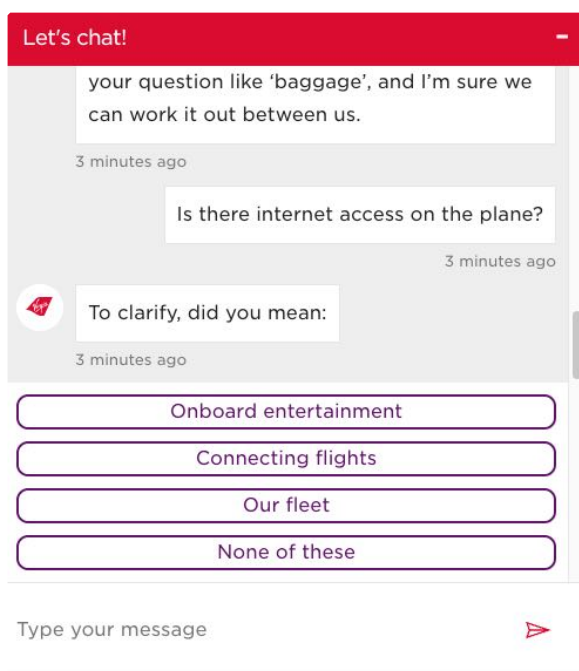 Let's chat!
your question like ‘baggage’, and I’m sure we
can work it out between us.
3 minutes ago
Is there internet access on the plane?
3 minutes ago
To clarify, did you mean:
3 minutes ago
Onboard entertainment
Connecting flights
Our fleet
None of these
Type your message